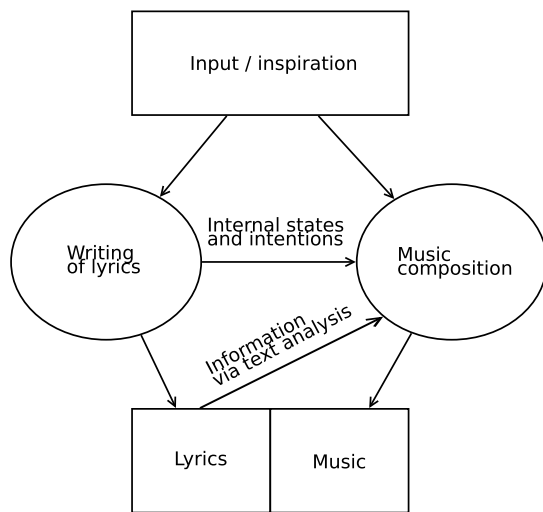 Input / inspiration
Internal states
and intentions
Writing
of lyrics
Music
composition
Information
via text analysis
Lyrics
Music